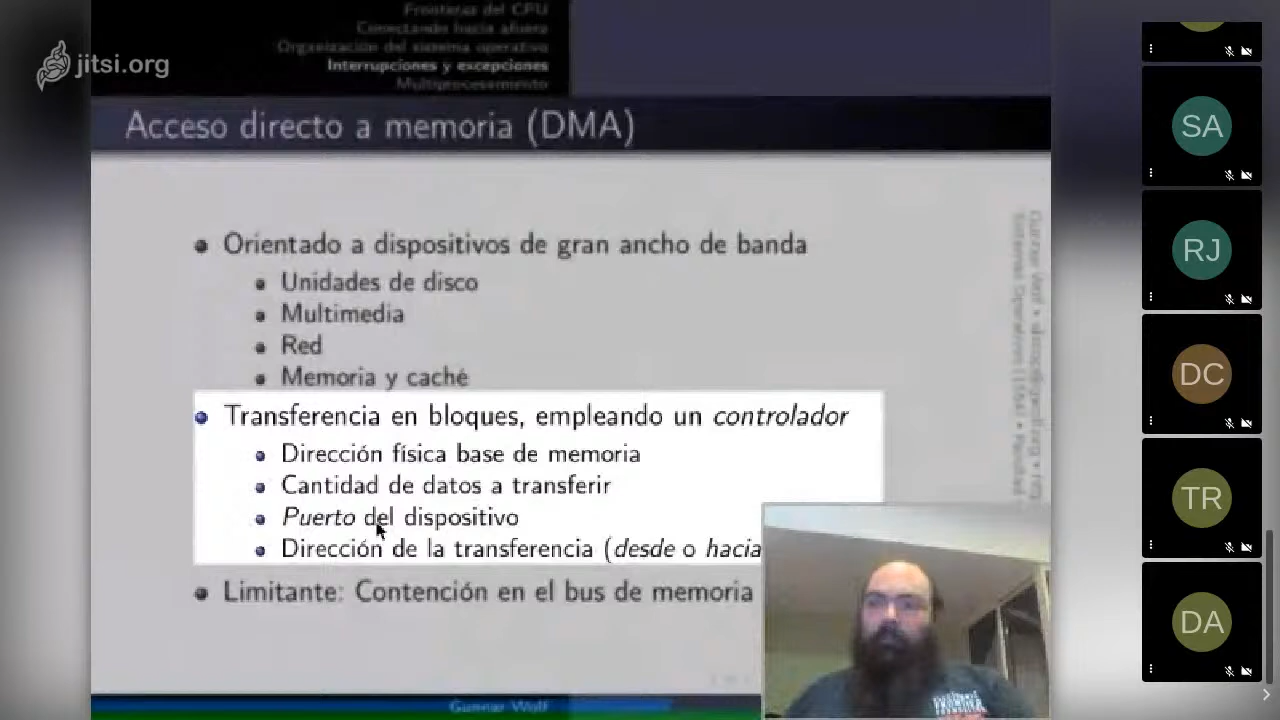 Fronteras del CPU
Conectando hacia afuera
Organización del sistema operativo
Interrupciones y excepciones
Multiprocesamiento
jitsi.org
Acceso directo a memoria (DMA)
Orientado a dispositivos de gran ancho de banda
Unidades de disco
Multimedia
Red
Memoria y caché
Transferencia en bloques, empleando un controlador
Dirección física base de memoria
Cantidad de datos a transferir
Puerto del dispositivo
Dirección de la transferencia (desde o hacia
Limitante: Contención en el bus de memoria
Gunnar Wolf
SA
RJ
DC
TR
DA